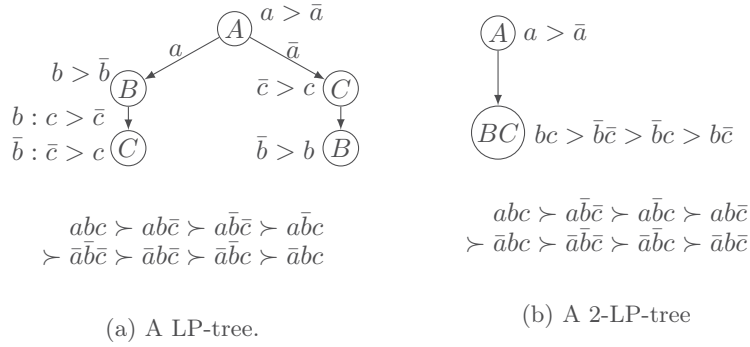 A a > ā
a ā
b > b̄ B c̄ > c C
b : c > c̄
b̄ : c̄ > c C b̄ > b B
abc ≻ abc̄ ≻ ab̄c̄ ≻ ab̄c
≻ āb̄c̄ ≻ ābc̄ ≻ āb̄c ≻ ābc
(a) A LP-tree.
A a > ā
BC bc > b̄c̄ > b̄c > bc̄
abc ≻ ab̄c̄ ≻ ab̄c ≻ abc̄
≻ ābc ≻ āb̄c̄ ≻ āb̄c ≻ ābc̄
(b) A 2-LP-tree